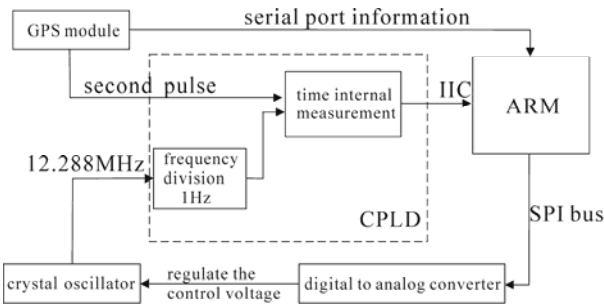 serial port information
GPS module
second pulse
time internal
measurement
IIC
ARM
12.288MHz
frequency
division
1Hz
CPLD
SPI bus
crystal oscillator
regulate the
control voltage
digital to analog converter